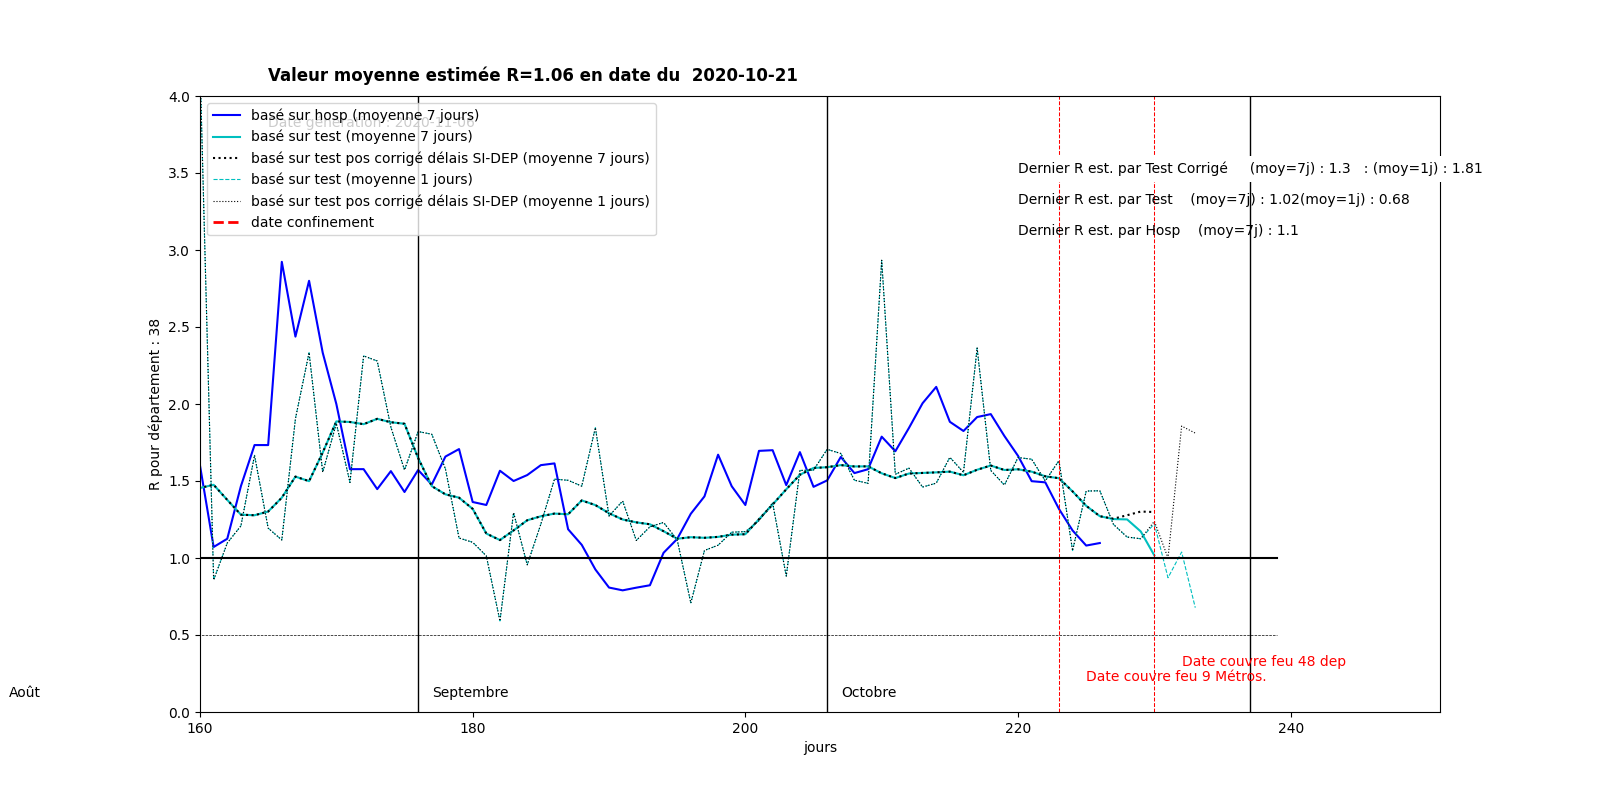 Valeur moyenne estimée R=1.06 en date du  2020-10-21
4.0
3.5
3.0
2.5
2.0
1.5
1.0
0.5
0.0
R pour département : 38
basé sur hosp (moyenne 7 jours)
Date génération : 2020-11-06
basé sur test (moyenne 7 jours)
basé sur test pos corrigé délais SI-DEP (moyenne 7 jours)
basé sur test (moyenne 1 jours)
basé sur test pos corrigé délais SI-DEP (moyenne 1 jours)
date confinement
Dernier R est. par Test Corrigé     (moy=7j) : 1.3   : (moy=1j) : 1.81
Dernier R est. par Test    (moy=7j) : 1.02(moy=1j) : 0.68
Dernier R est. par Hosp    (moy=7j) : 1.1
Date couvre feu 48 dep
Date couvre feu 9 Métros.
Août
Septembre
Octobre
160
180
200
220
240
jours